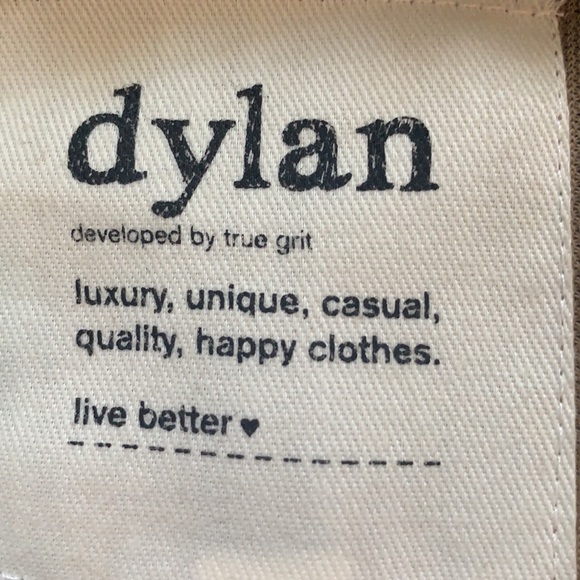 dylan
developed by true grit
luxury, unique, casual,
quality, happy clothes.
live better ♥